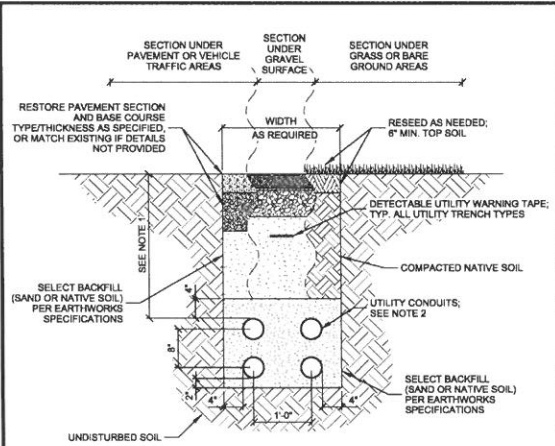 SECTION UNDER
PAVEMENT OR VEHICLE
TRAFFIC AREAS
SECTION
UNDER
GRAVEL
SURFACE
SECTION UNDER
GRASS OR BARE
GROUND AREAS
RESTORE PAVEMENT SECTION
AND BASE COURSE
TYPE/THICKNESS AS SPECIFIED,
OR MATCH EXISTING IF DETAILS
NOT PROVIDED
WIDTH
AS REQUIRED
RESEED AS NEEDED;
6" MIN. TOP SOIL
DETECTABLE UTILITY WARNING TAPE;
TYP. ALL UTILITY TRENCH TYPES
SEE NOTE 1
COMPACTED NATIVE SOIL
SELECT BACKFILL
(SAND OR NATIVE SOIL)
PER EARTHWORKS
SPECIFICATIONS
4"
UTILITY CONDUITS;
SEE NOTE 2
8"
2"
4"
1'-0"
4"
SELECT BACKFILL
(SAND OR NATIVE SOIL)
PER EARTHWORKS
SPECIFICATIONS
UNDISTURBED SOIL